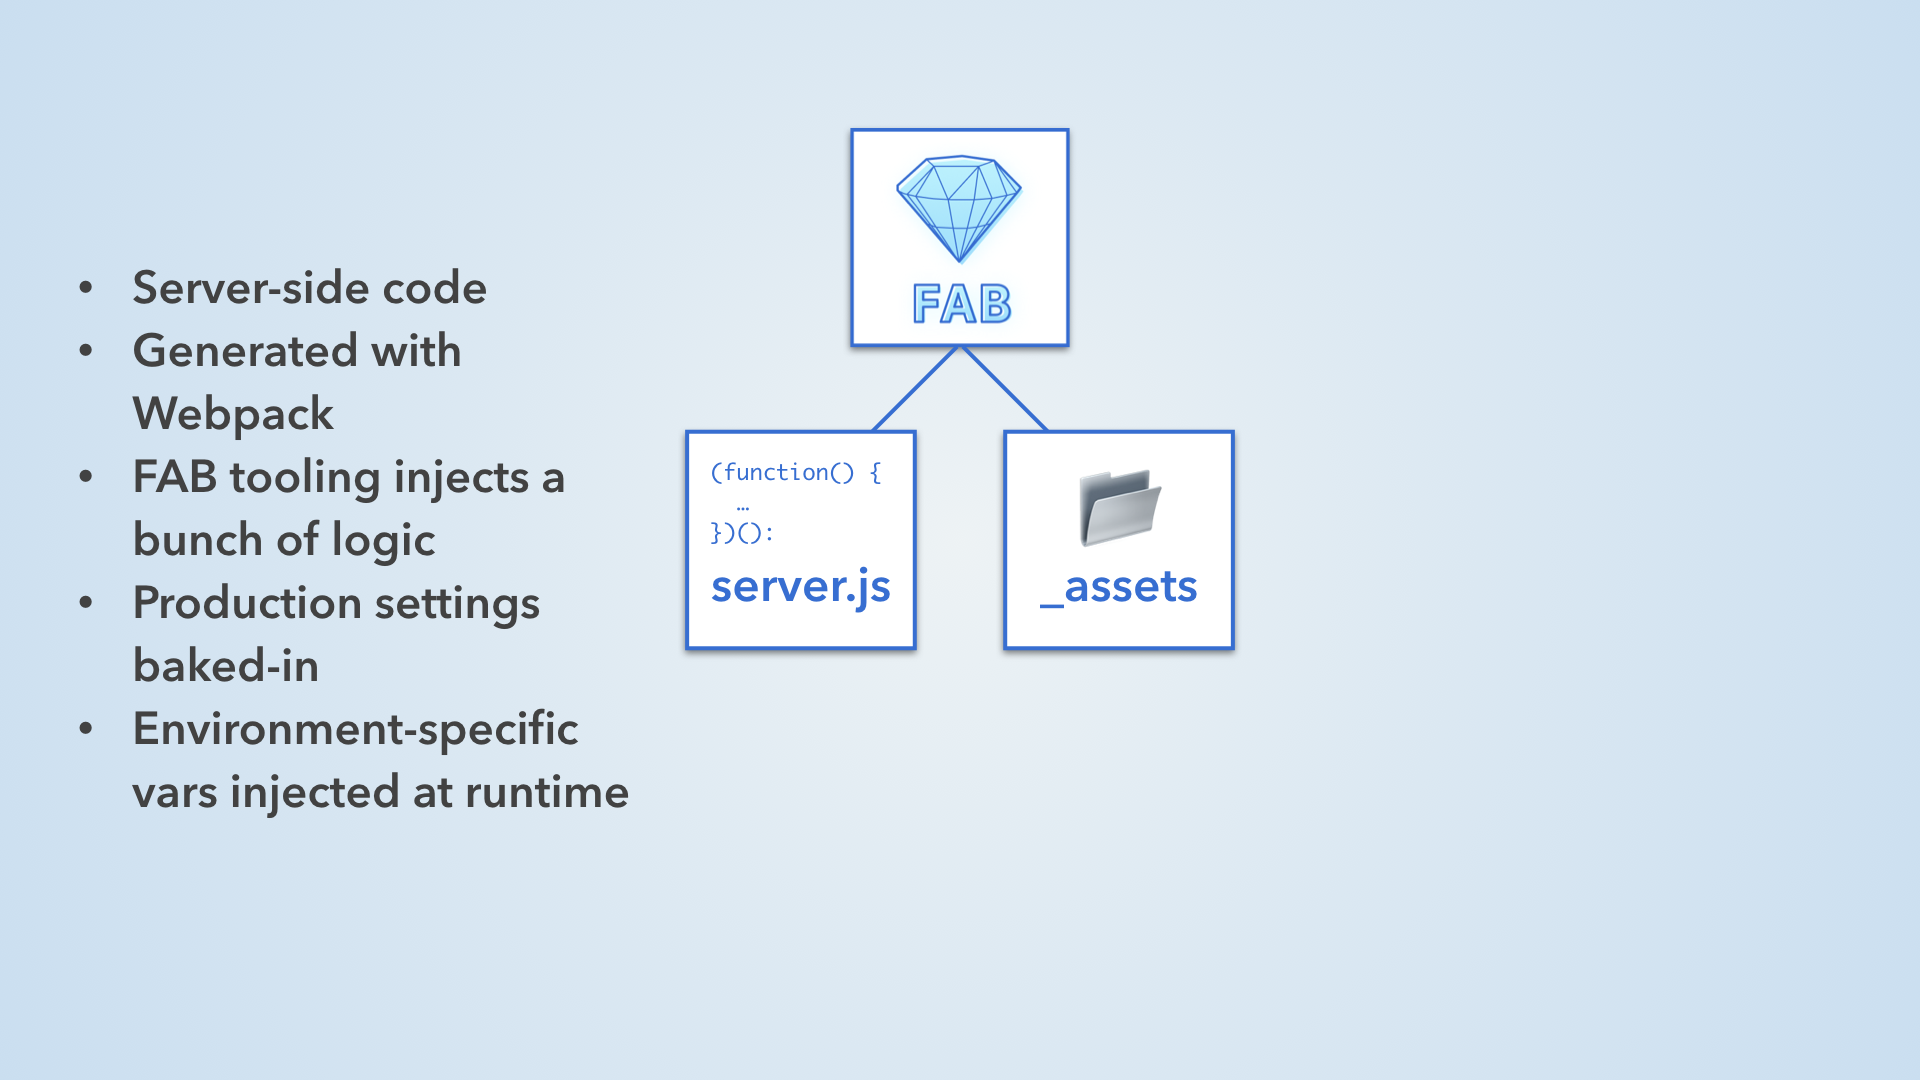 • Server-side code
• Generated with
Webpack
• FAB tooling injects a
bunch of logic
• Production settings
baked-in
• Environment-specific
vars injected at runtime
FAB
(function() {
…
})():
server.js
_assets